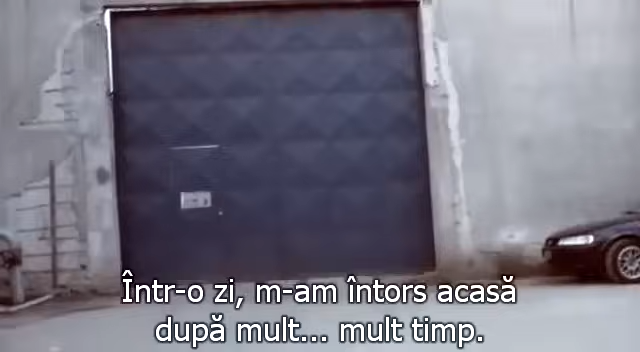 Într-o zi, m-am întors acasă
după mult... mult timp.